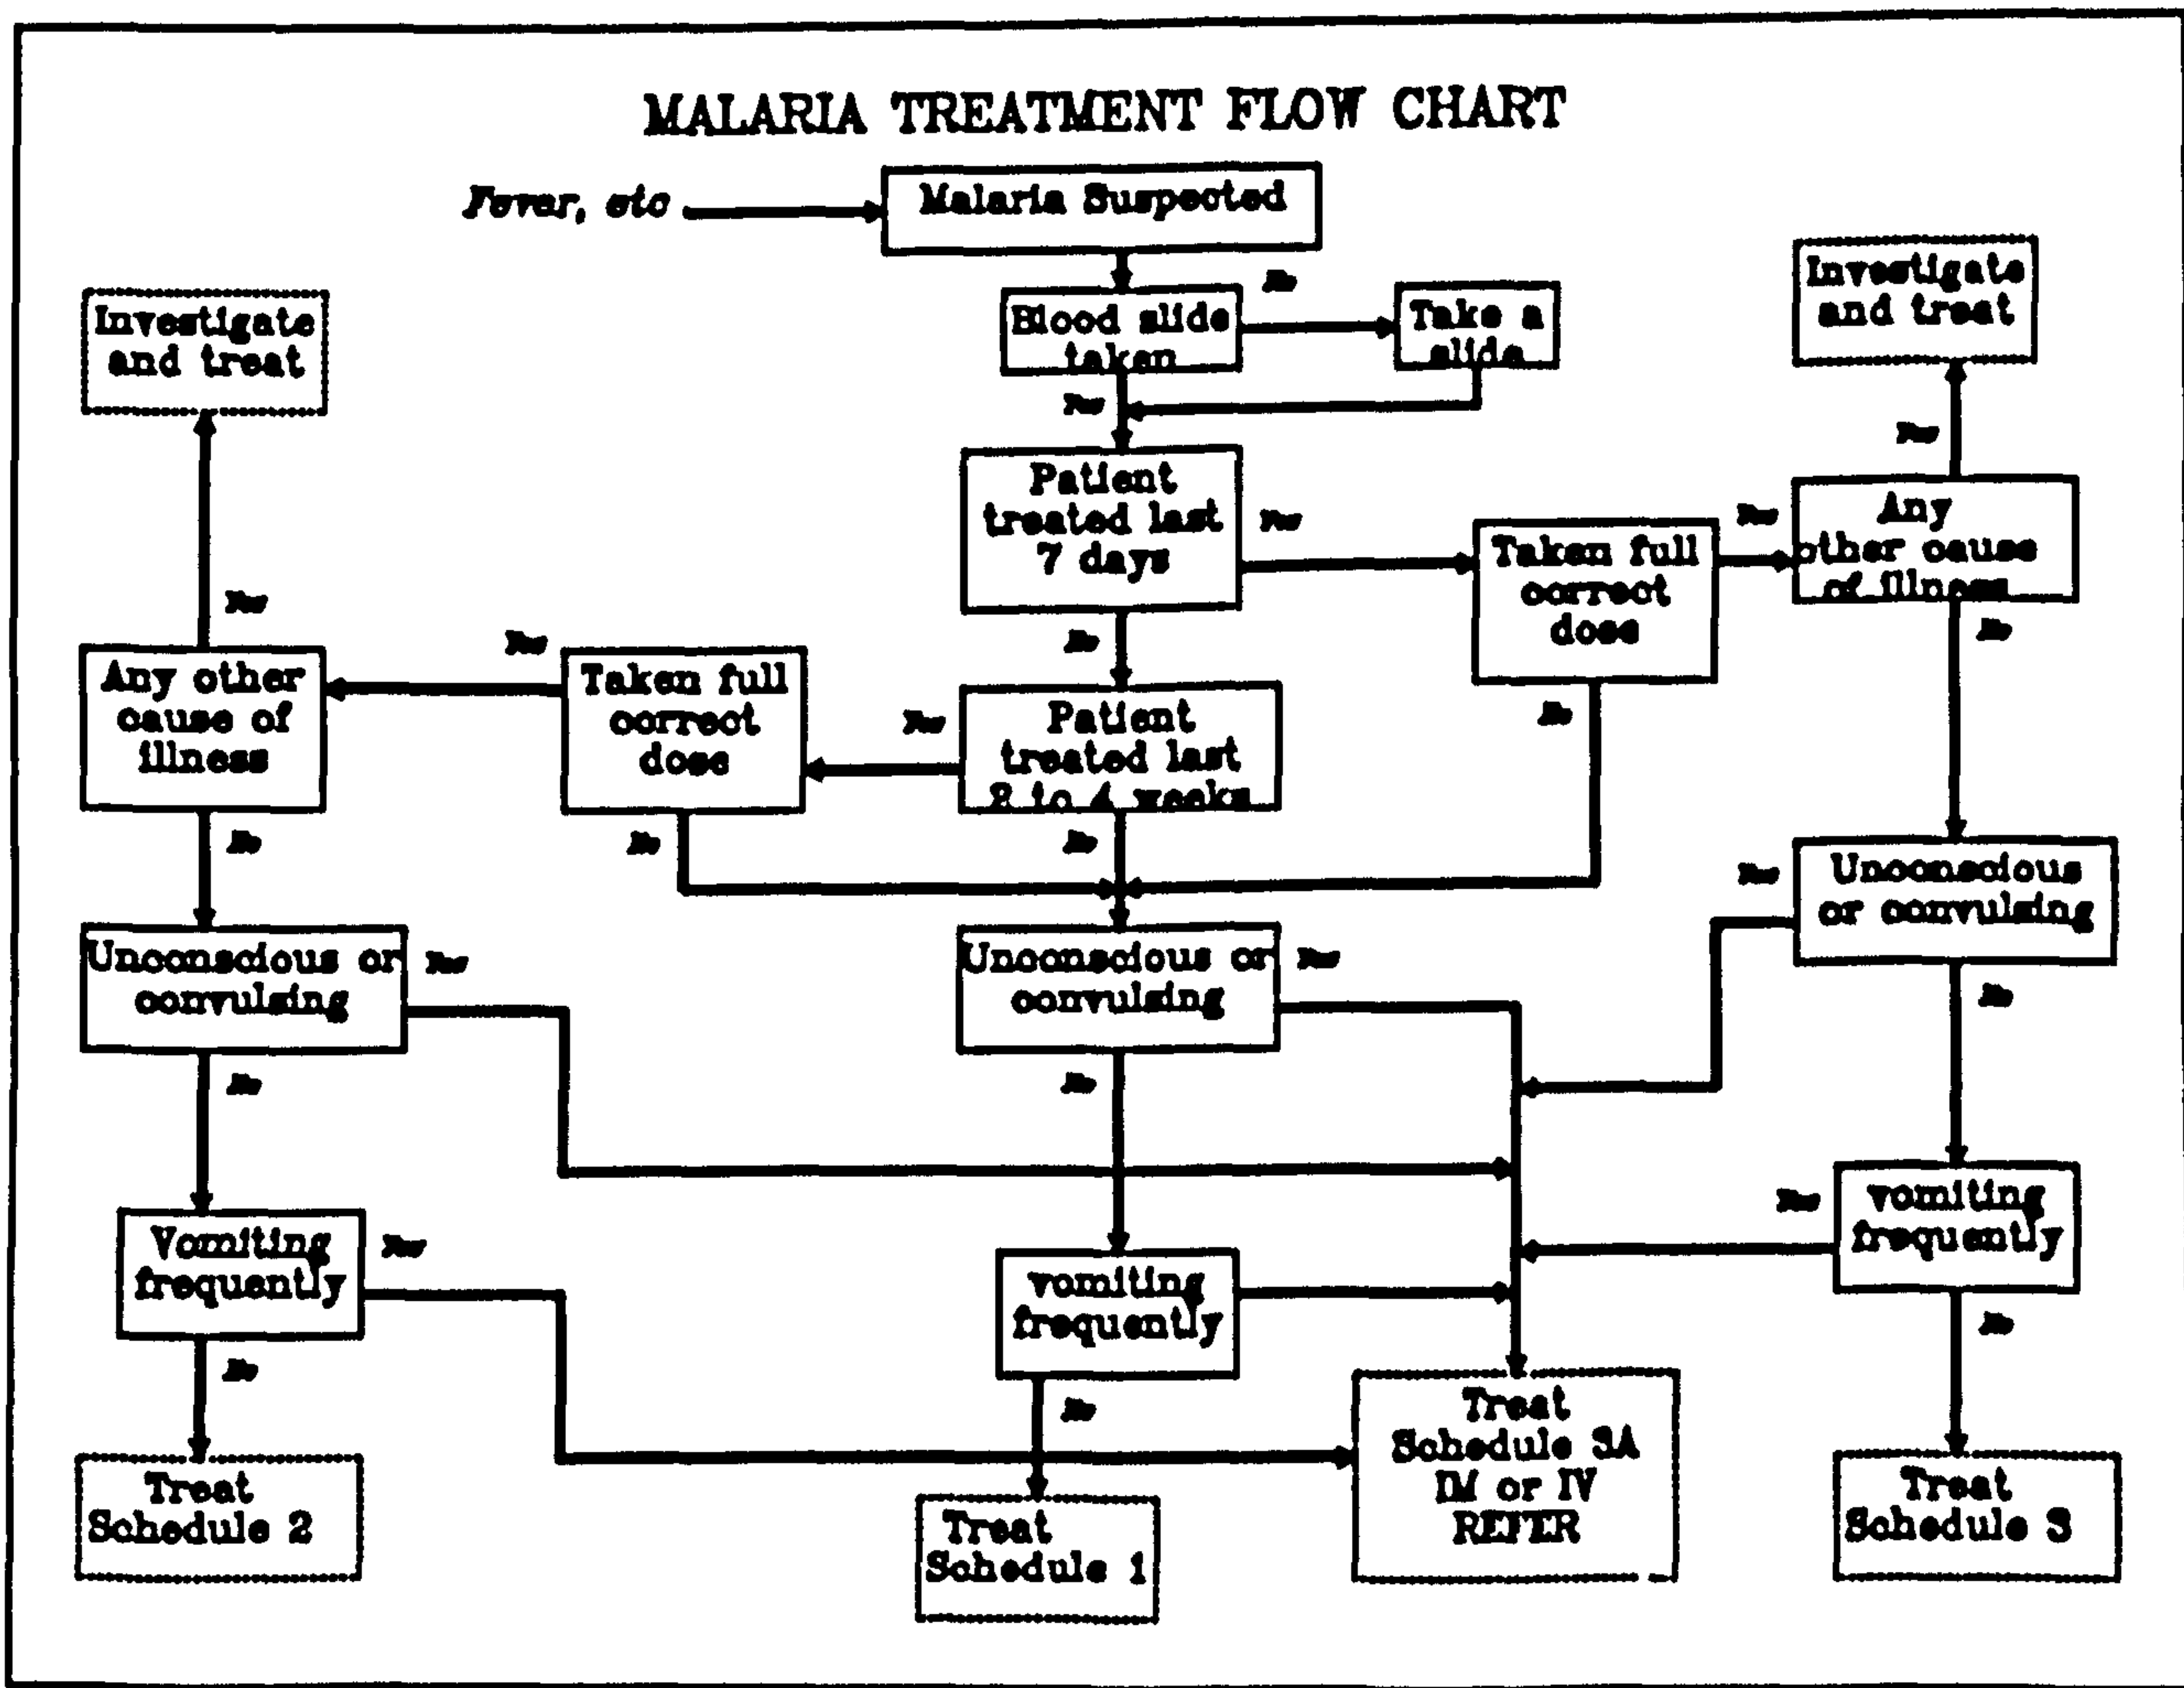 MALARIA TREATMENT FLOW CHART
Fever, etc
Malaria Suspected
No
Blood slide
taken
Take a
slide
Yes
Investigate
and treat
Investigate
and treat
Yes
Patient
treated last
7 days
Yes
Taken full
correct
dose
Yes
Any
other cause
of illness
No
No
No
Yes
Any other
cause of
illness
Yes
Taken full
correct
dose
Yes
Patient
treated last
2 to 4 weeks
No
No
No
Unconscious or
convulsing
Yes
Unconscious or
convulsing
Yes
Yes
Unconscious
or convulsing
No
No
No
Vomiting
frequently
Yes
vomiting
frequently
Yes
vomiting
frequently
No
No
No
Treat
Schedule 2
Treat
Schedule 1
Treat
Schedule 3A
IM or IV
REFER
Treat
Schedule 3